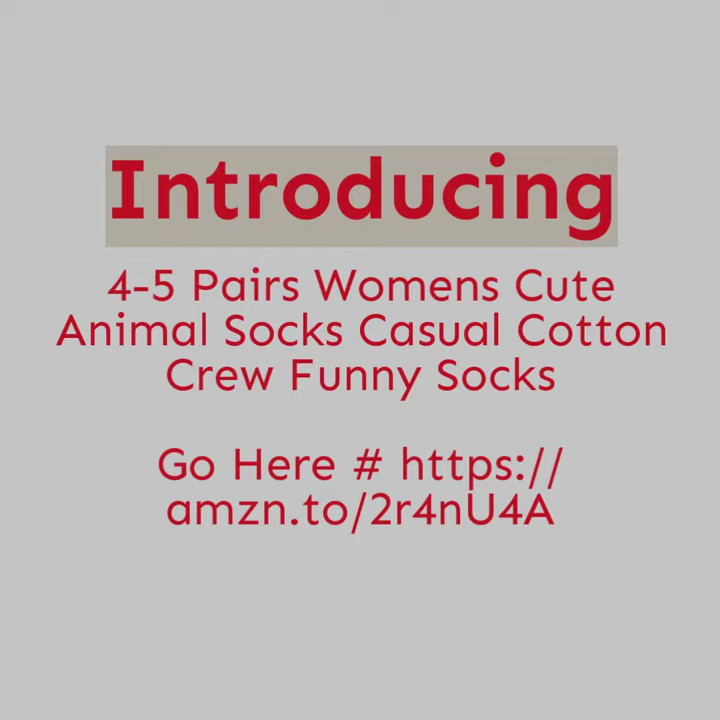 Introducing
4-5 Pairs Womens Cute
Animal Socks Casual Cotton
Crew Funny Socks
Go Here # https://
amzn.to/2r4nU4A